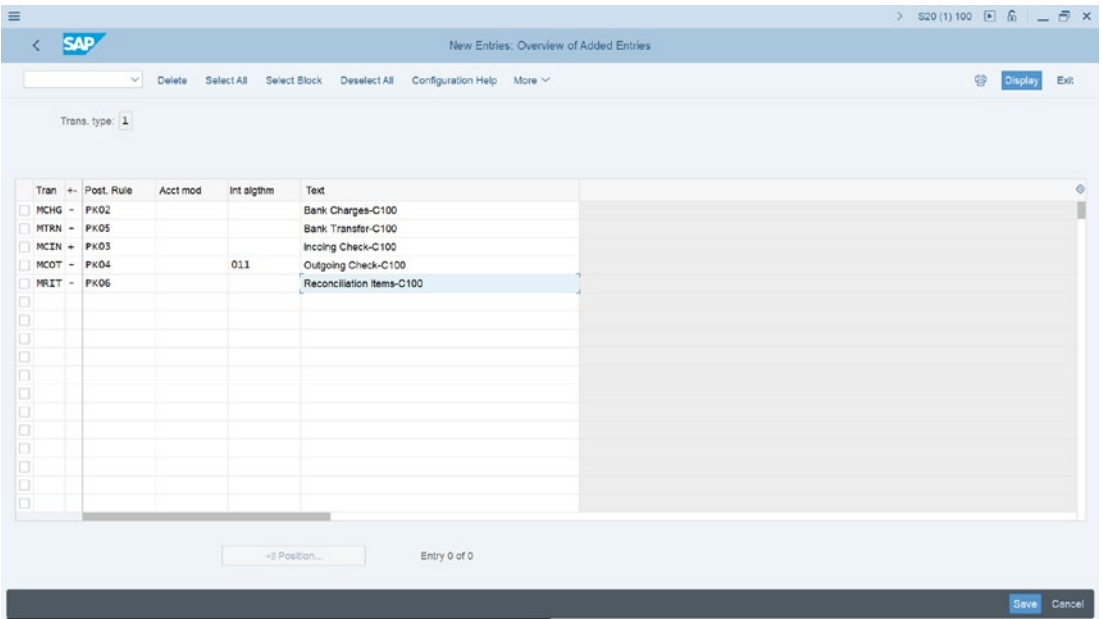 S20 (1) 100
SAP New Entries: Overview of Added Entries
Delete Select All Select Block Deselect All Configuration Help More Display Exit
Trans. type: 1
Tran +- Post. Rule Acct mod Int algthm Text
MCHG - PK02 Bank Charges-C100
MTRN - PK05 Bank Transfer-C100
MCIN + PK03 Incoing Check-C100
MCOT - PK04 011 Outgoing Check-C100
MRIT - PK06 Reconciliation Items-C100
Position... Entry 0 of 0
Save Cancel